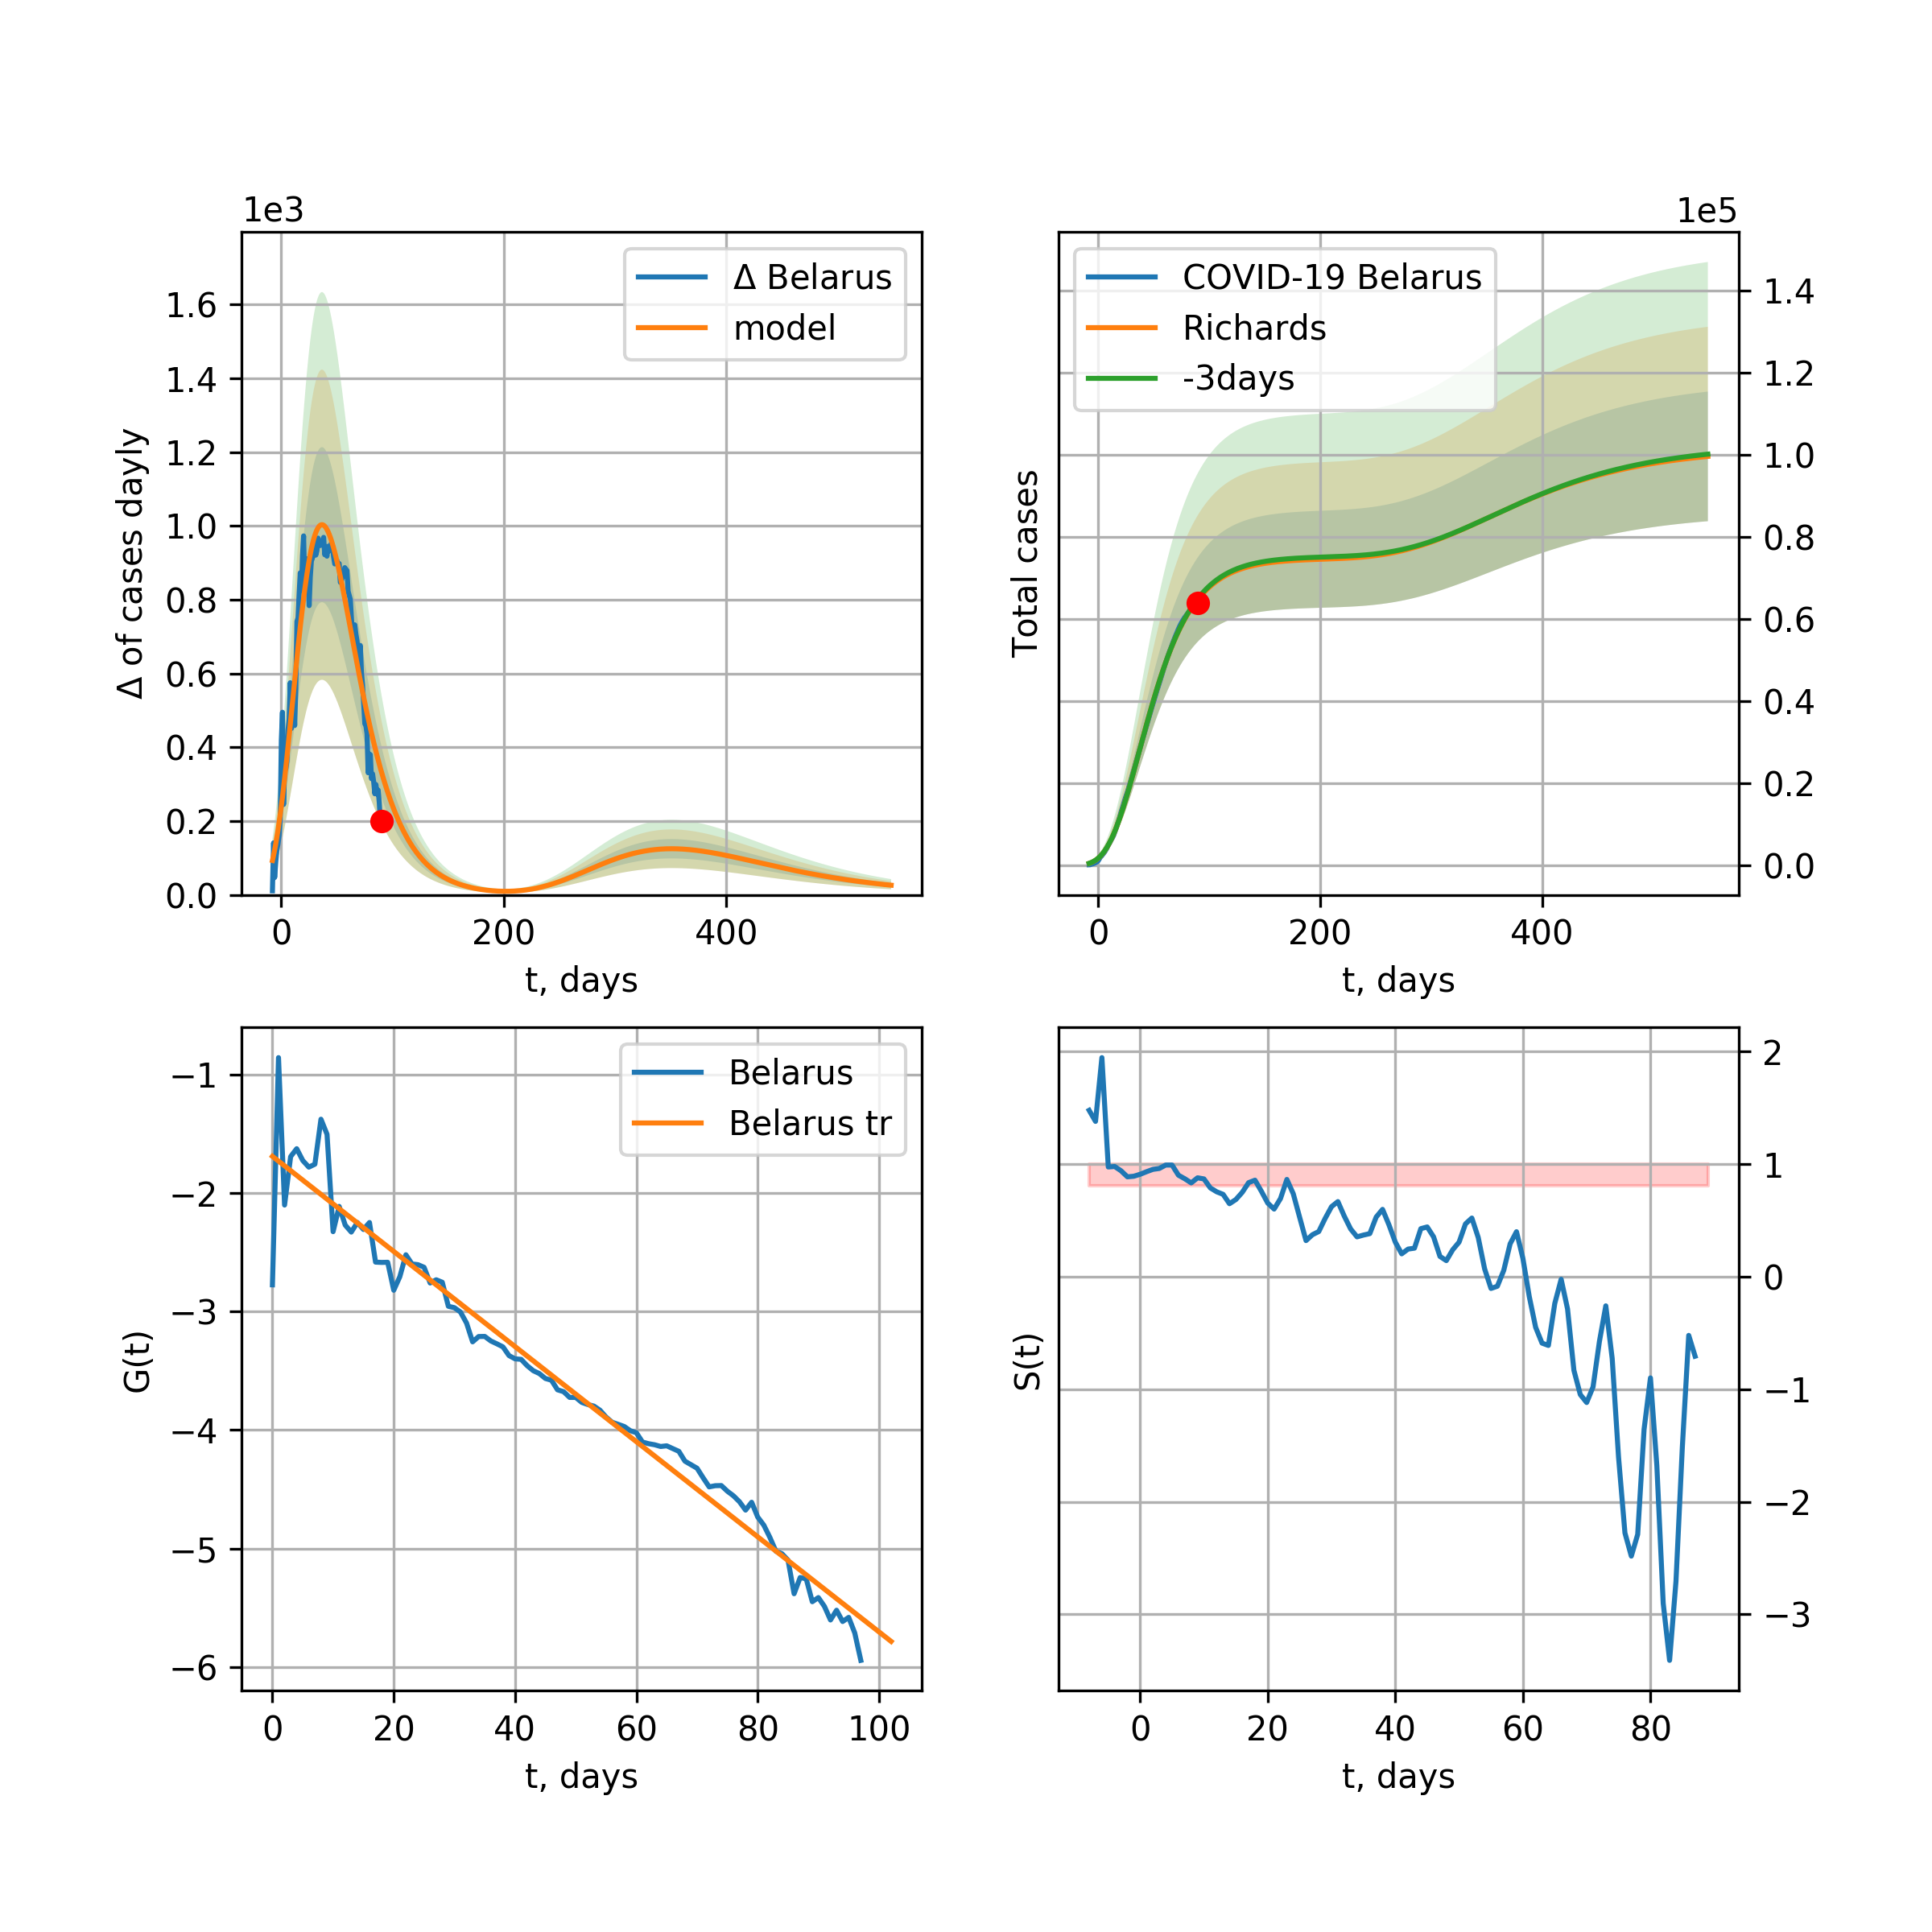 1e3
Δ of cases dayly
1.6
1.4
1.2
1.0
0.8
0.6
0.4
0.2
0.0
Δ Belarus
model
0 200 400
t, days
1e5
Total cases
COVID-19 Belarus
Richards
-3days
1.4
1.2
1.0
0.8
0.6
0.4
0.2
0.0
0 200 400
t, days
G(t)
−1
−2
−3
−4
−5
−6
Belarus
Belarus tr
0 20 40 60 80 100
t, days
S(t)
2
1
0
−1
−2
−3
0 20 40 60 80
t, days